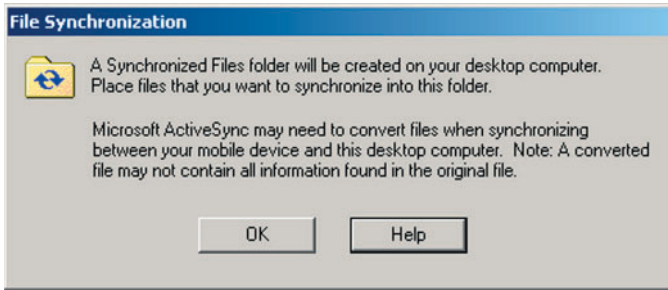 File Synchronization
A Synchronized Files folder will be created on your desktop computer.
Place files that you want to synchronize into this folder.
Microsoft ActiveSync may need to convert files when synchronizing
between your mobile device and this desktop computer.  Note: A converted
file may not contain all information found in the original file.
OK
Help